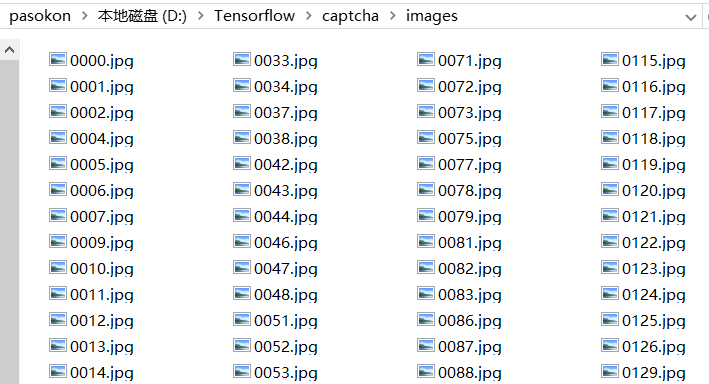 pasokon > 本地磁盘 (D:) > Tensorflow > captcha > images
0000.jpg 0033.jpg 0071.jpg 0115.jpg
0001.jpg 0034.jpg 0072.jpg 0116.jpg
0002.jpg 0037.jpg 0073.jpg 0117.jpg
0004.jpg 0038.jpg 0075.jpg 0118.jpg
0005.jpg 0042.jpg 0077.jpg 0119.jpg
0006.jpg 0043.jpg 0078.jpg 0120.jpg
0007.jpg 0044.jpg 0079.jpg 0121.jpg
0009.jpg 0046.jpg 0081.jpg 0122.jpg
0010.jpg 0047.jpg 0082.jpg 0123.jpg
0011.jpg 0048.jpg 0083.jpg 0124.jpg
0012.jpg 0051.jpg 0086.jpg 0125.jpg
0013.jpg 0052.jpg 0087.jpg 0126.jpg
0014.jpg 0053.jpg 0088.jpg 0129.jpg